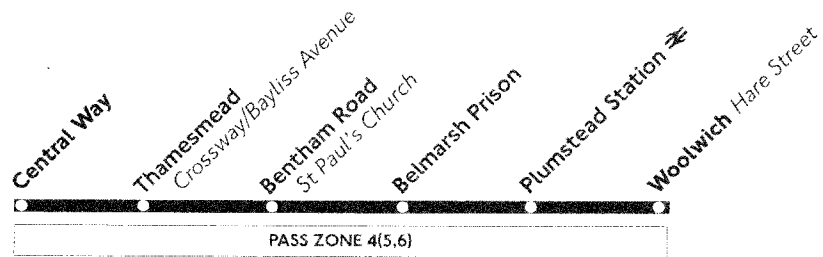 Central Way
Thamesmead
Crossway/Bayliss Avenue
Bentham Road
St Paul's Church
Belmarsh Prison
Plumstead Station
Woolwich Hare Street
PASS ZONE 4(5,6)